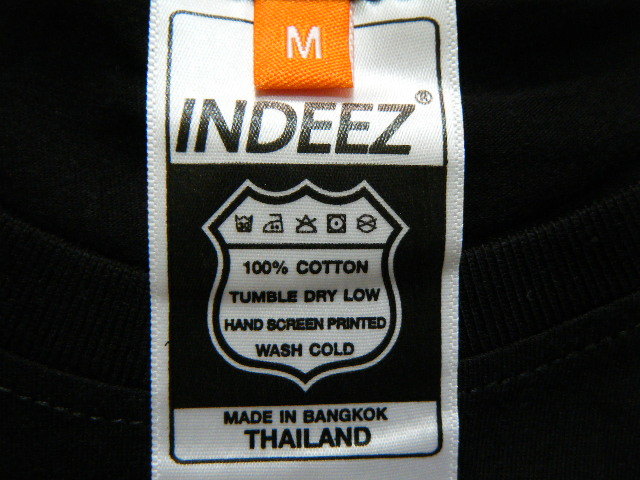 M
INDEEZ®
100% COTTON
TUMBLE DRY LOW
HAND SCREEN PRINTED
WASH COLD
MADE IN BANGKOK
THAILAND